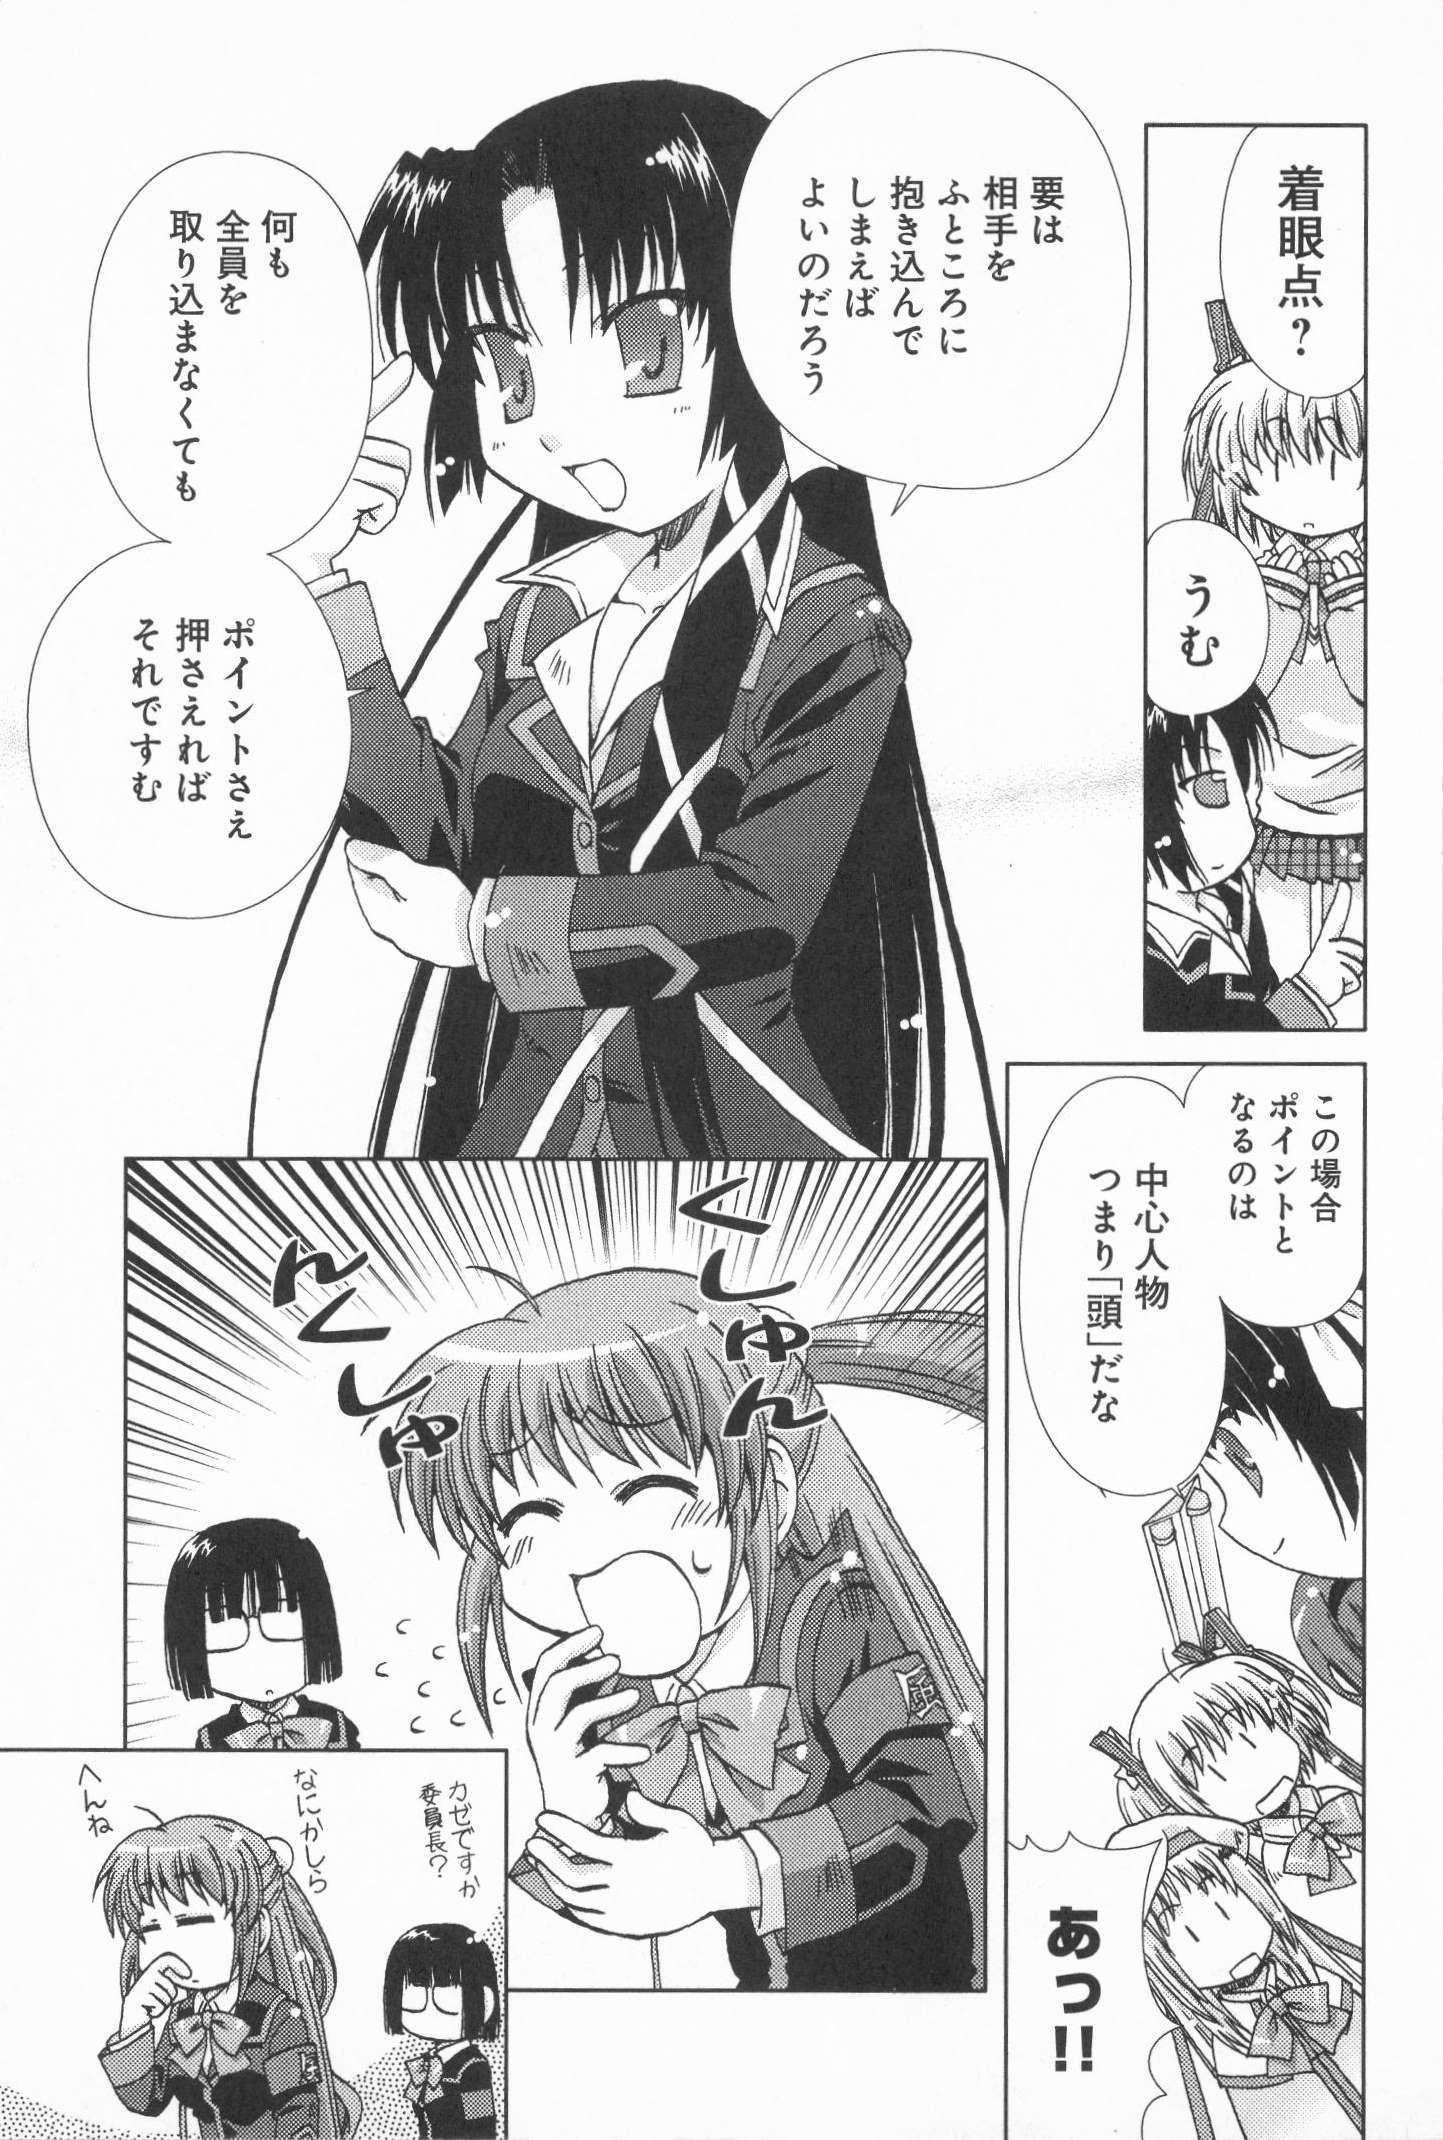 着眼点?
うむ
要は
相手を
ふところに
抱き込んで
しまえば
よいのだろう
何も
全員を
取り込まなくても
ポイントさえ
押さえれば
それですむ
この場合
ポイントと
なるのは
中心人物
つまり「頭」だな
あっ!!
くしゅん
くしゅん
風
カゼですか
委員長?
なにかしら
へんね